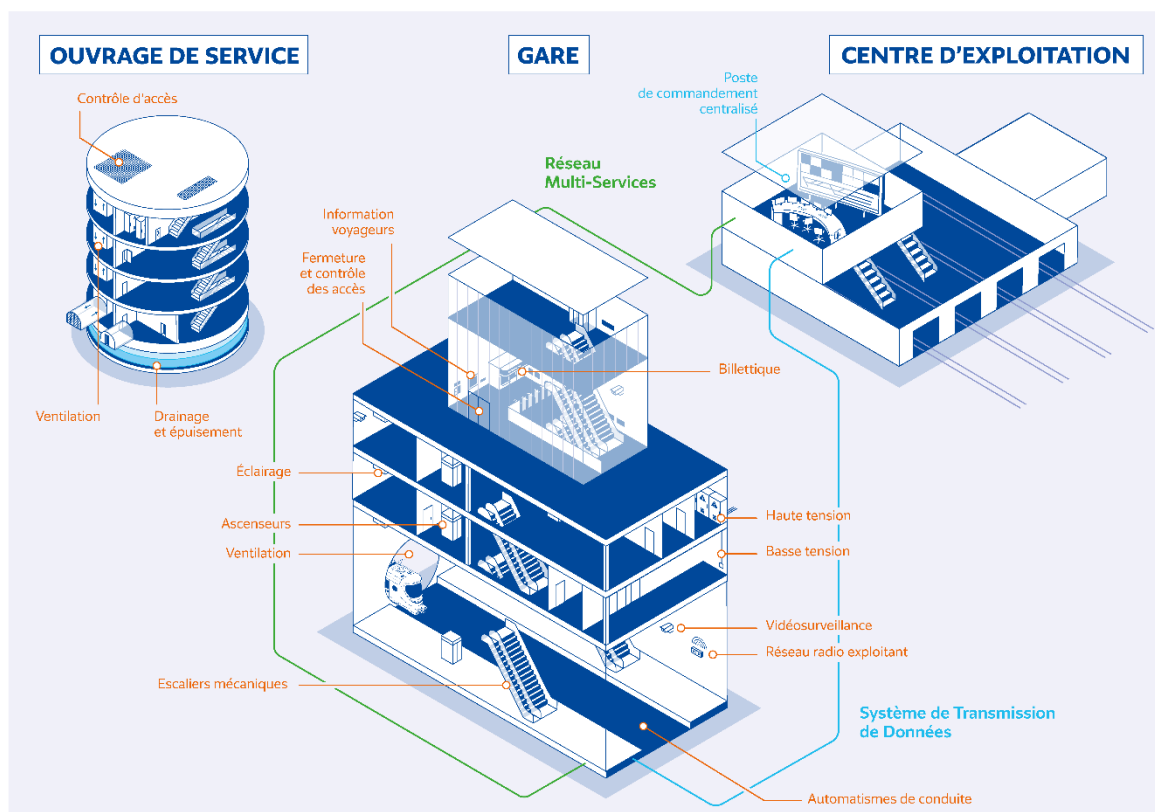 OUVRAGE DE SERVICE
GARE
CENTRE D'EXPLOITATION
Contrôle d'accès
Poste
de commandement
centralisé
Réseau
Multi-Services
Information
voyageurs
Fermeture
et contrôle
des accès
Billettique
Ventilation
Drainage
et épuisement
Éclairage
Ascenseurs
Ventilation
Haute tension
Basse tension
Vidéosurveillance
Réseau radio exploitant
Escaliers mécaniques
Système de Transmission
de Données
Automatismes de conduite